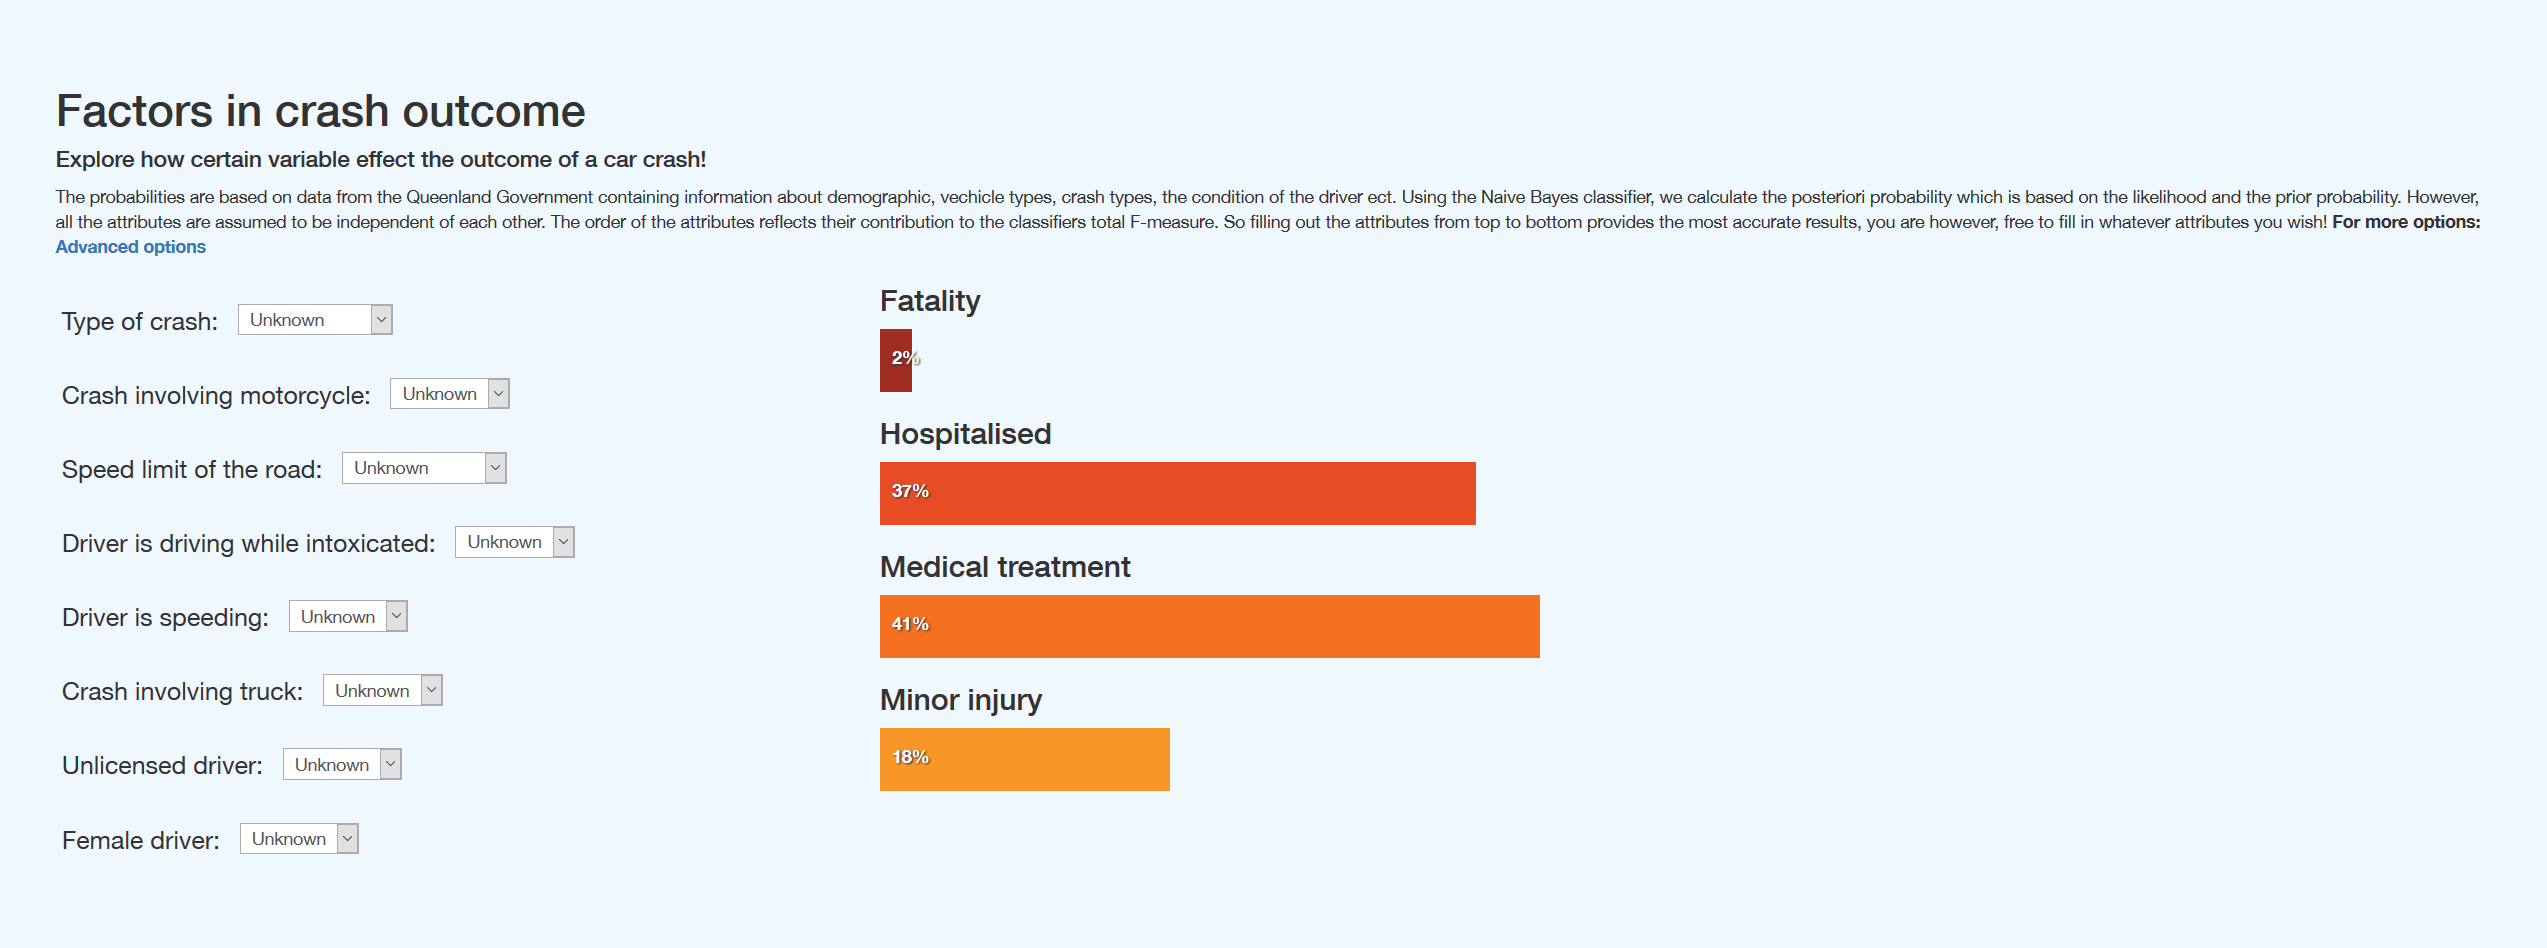 Factors in crash outcome
Explore how certain variable effect the outcome of a car crash!
The probabilities are based on data from the Queenland Government containing information about demographic, vechicle types, crash types, the condition of the driver ect. Using the Naive Bayes classifier, we calculate the posteriori probability which is based on the likelihood and the prior probability. However,
all the attributes are assumed to be independent of each other. The order of the attributes reflects their contribution to the classifiers total F-measure. So filling out the attributes from top to bottom provides the most accurate results, you are however, free to fill in whatever attributes you wish! For more options:
Advanced options
Type of crash: Unknown
Crash involving motorcycle: Unknown
Speed limit of the road: Unknown
Driver is driving while intoxicated: Unknown
Driver is speeding: Unknown
Crash involving truck: Unknown
Unlicensed driver: Unknown
Female driver: Unknown
Fatality
2%
Hospitalised
37%
Medical treatment
41%
Minor injury
18%